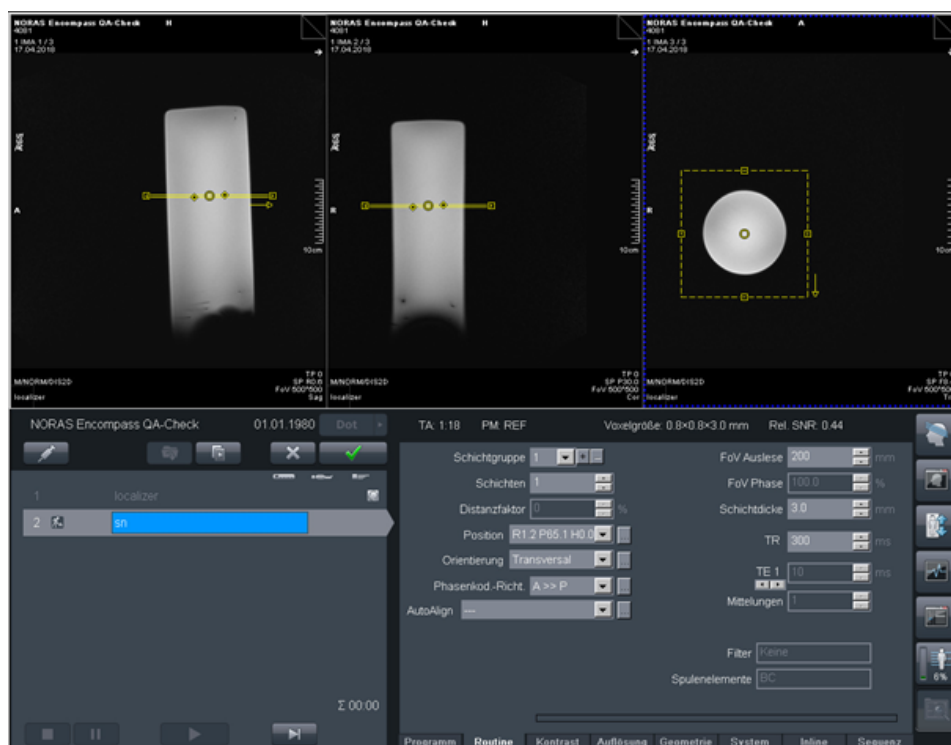 NORAS Encompass QA-Check H
4081
1 IMA 1 / 3
17.04.2018
A
10cm
TP 0
M/NORM/DIS2D
FoV 500*500
localizer Sag
NORAS Encompass QA-Check H
4081
1 IMA 2 / 3
17.04.2018
R
10cm
TP 0
M/NORM/DIS2D SP P30.0
FoV 500*500
localizer Cor
NORAS Encompass QA-Check A
4081
1 IMA 3 / 3
17.04.2018
R
10cm
TP 0
M/NORM/DIS2D
FoV 500*500
localizer
NORAS Encompass QA-Check 01.01.1980 Dot
1 localizer
2 sn
Σ 00:00
TA: 1:18 PM: REF Voxelgröße: 0.8×0.8×3.0 mm Rel. SNR: 0.44
Schichtgruppe 1 FoV Auslese 200 mm
Schichten 1 FoV Phase 100.0 %
Distanzfaktor 0 % Schichtdicke 3.0 mm
Position R1.2 P65.1 H0.0 TR 300 ms
Orientierung Transversal TE 1 10 ms
Phasenkod.-Richt. A >> P Mittelungen 1
AutoAlign ---
Filter Keine
Spulenelemente BC
6%
Programm Routine Kontrast Auflösung Geometrie System Inline Sequenz